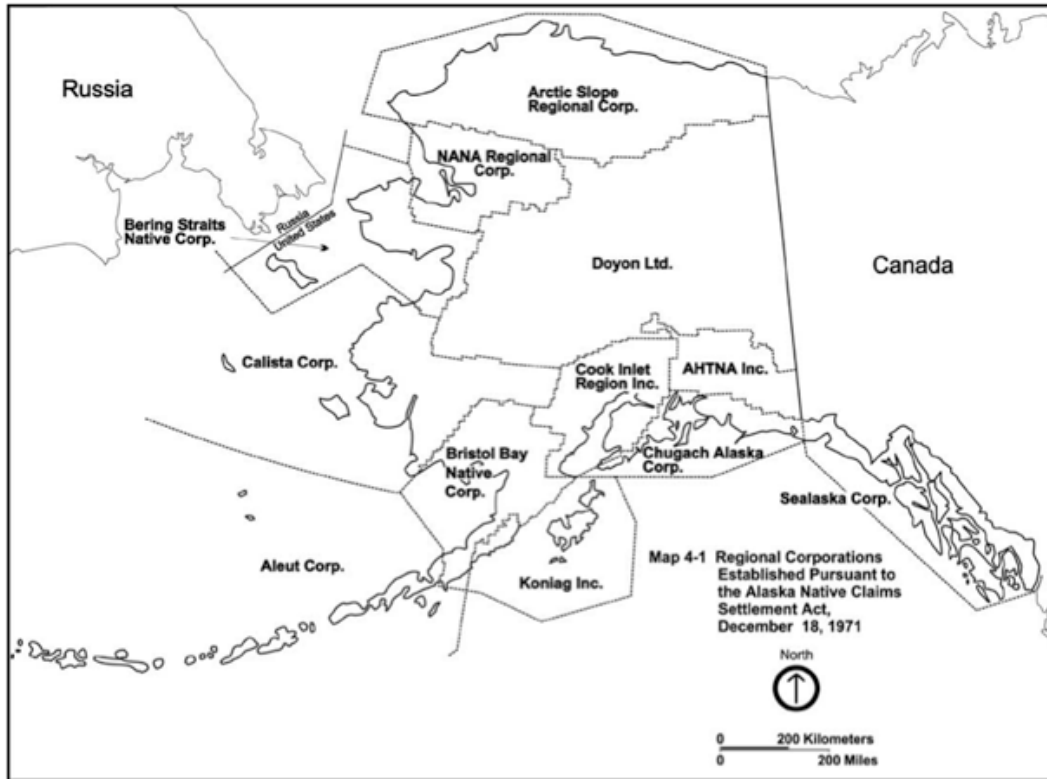 Russia
Arctic Slope
Regional Corp.
NANA Regional
Corp.
Bering Straits
Native Corp.
Russia
United States
Doyon Ltd.
Canada
Calista Corp.
Cook Inlet
Region Inc.
AHTNA Inc.
Bristol Bay
Native
Corp.
Chugach Alaska
Corp.
Sealaska Corp.
Aleut Corp.
Koniag Inc.
Map 4-1 Regional Corporations
Established Pursuant to
the Alaska Native Claims
Settlement Act,
December 18, 1971
North
0 200 Kilometers
0 200 Miles